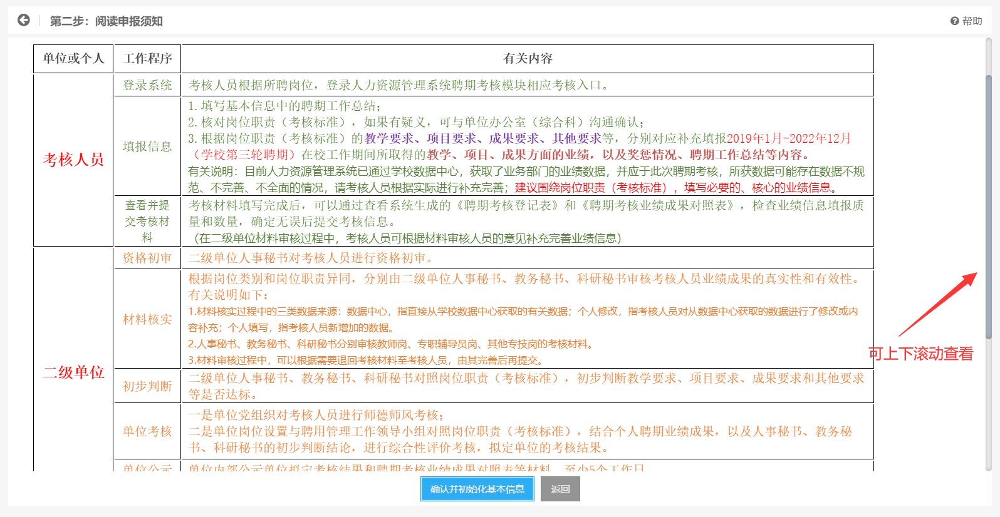 第二步：阅读申报须知
帮助
单位或个人 工作程序 有关内容
考核人员
登录系统 考核人员根据所聘岗位，登录人力资源管理系统聘期考核模块相应考核入口。
填报信息
1.填写基本信息中的聘期工作总结；
2.核对岗位职责（考核标准），如果有疑义，可与单位办公室（综合科）沟通确认；
3.根据岗位职责（考核标准）的教学要求、项目要求、成果要求、其他要求等，分别对应补充填报2019年1月-2022年12月
（学校第三轮聘期）在校工作期间所取得的教学、项目、成果方面的业绩，以及奖惩情况、聘期工作总结等内容。
有关说明：目前人力资源管理系统已通过学校数据中心，获取了业务部门的业绩数据，并应于此次聘期考核，所获数据可能存在数据不规
范、不完善、不全面的情况，请考核人员根据实际进行补充完善；建议围绕岗位职责（考核标准），填写必要的、核心的业绩信息。
查看并提
交考核材
料
考核材料填写完成后，可以通过查看系统生成的《聘期考核登记表》和《聘期考核业绩成果对照表》，检查业绩信息填报质
量和数量，确定无误后提交考核信息。
（在二级单位材料审核过程中，考核人员可根据材料审核人员的意见补充完善业绩信息）
二级单位
资格初审 二级单位人事秘书对考核人员进行资格初审。
材料核实
根据岗位类别和岗位职责异同，分别由二级单位人事秘书、教务秘书、科研秘书审核考核人员业绩成果的真实性和有效性。
有关说明如下：
1.材料核实过程中的三类数据来源：数据中心，指直接从学校数据中心获取的有关数据；个人修改，指考核人员对从数据中心获取的数据进行了修改或内
容补充；个人填写，指考核人员新增加的数据。
2.人事秘书、教务秘书、科研秘书分别审核教师岗、专职辅导员岗、其他专技岗的考核材料。
3.材料审核过程中，可以根据需要退回考核材料至考核人员，由其完善后再提交。
初步判断
二级单位人事秘书、教务秘书、科研秘书对照岗位职责（考核标准），初步判断教学要求、项目要求、成果要求和其他要求
等是否达标。
单位考核
一是单位党组织对考核人员进行师德师风考核；
二是单位岗位设置与聘用管理工作领导小组对照岗位职责（考核标准），结合个人聘期业绩成果，以及人事秘书、教务秘
书、科研秘书的初步判断结论，进行综合性评价考核，拟定单位的考核结果。
单位公示 单位内部公示单位拟定考核结果和聘期考核业绩成果对照表等材料，至少5个工作日
可上下滚动查看
确认并初始化基本信息 返回